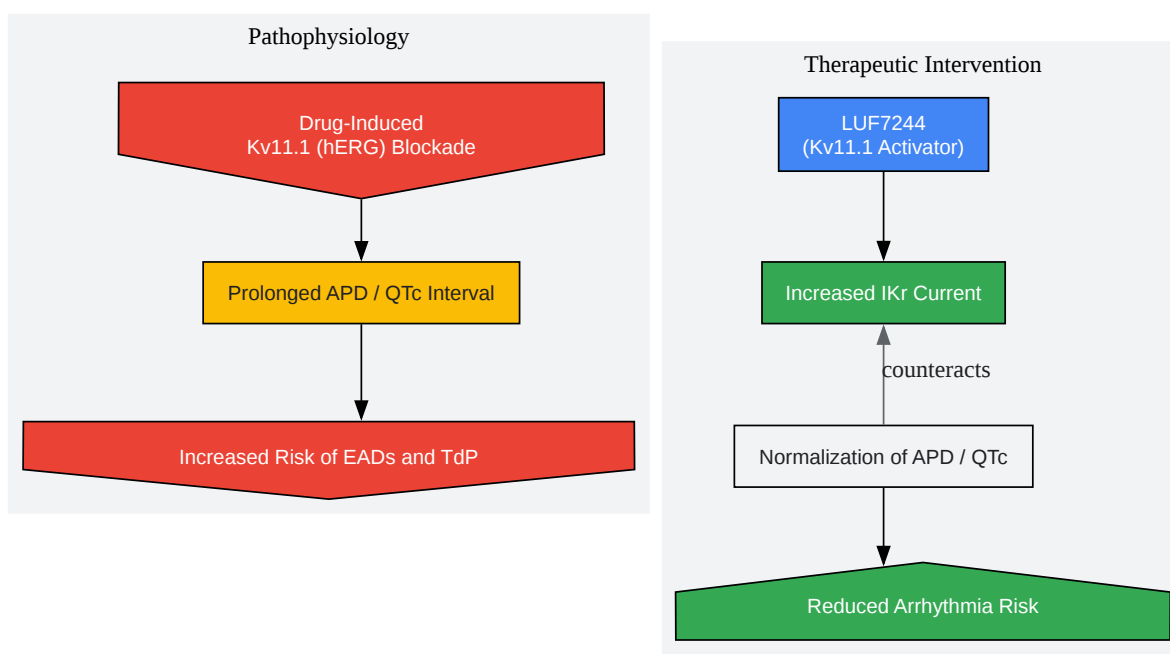 Pathophysiology
Drug-Induced
Kv11.1 (hERG) Blockade
Prolonged APD / QTc Interval
Increased Risk of EADs and TdP
Therapeutic Intervention
LUF7244
(Kv11.1 Activator)
Increased IKr Current
counteracts
Normalization of APD / QTc
Reduced Arrhythmia Risk